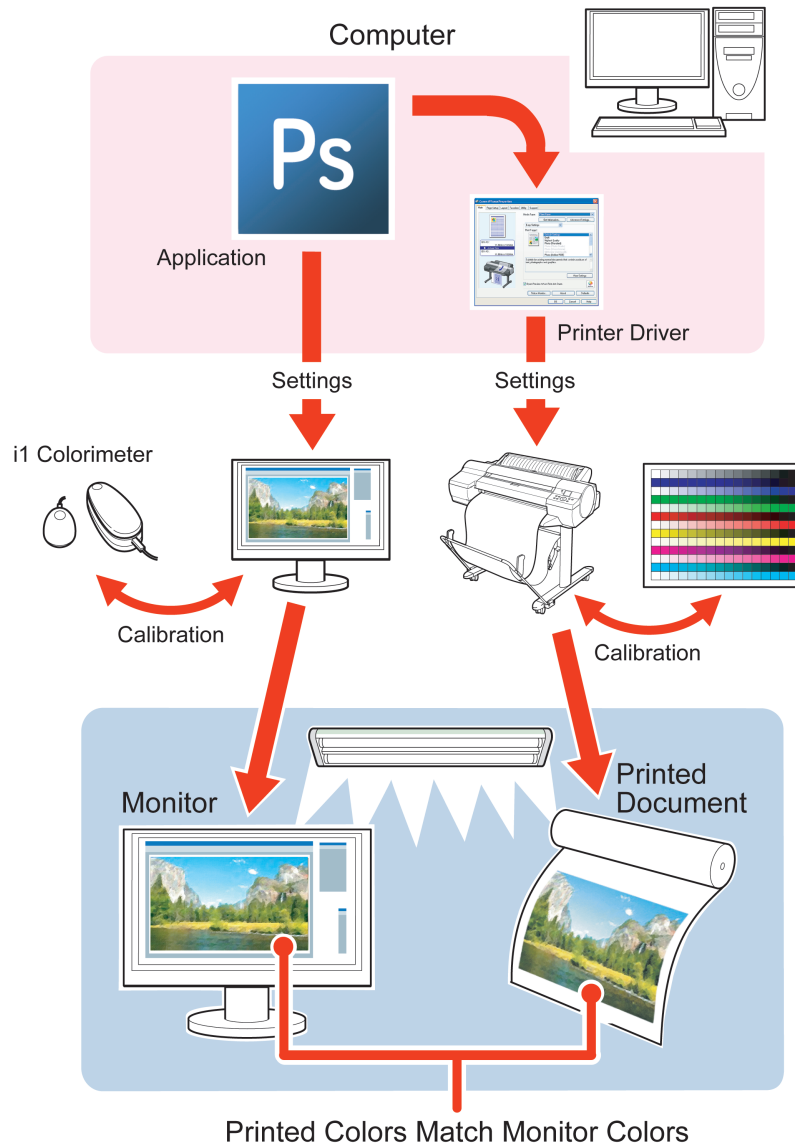 Computer
Ps
Application
Printer Driver
Settings
Settings
i1 Colorimeter
Calibration
Calibration
Monitor
Printed
Document
Printed Colors Match Monitor Colors